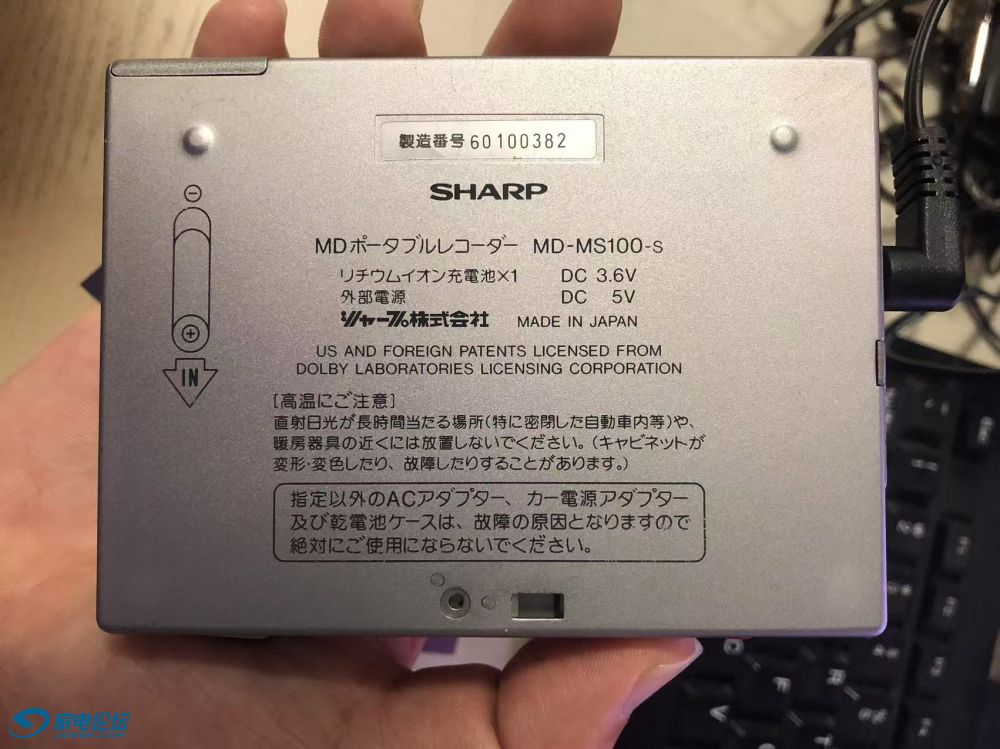 製造番号 60100382
SHARP
MDポータブルレコーダー MD-MS100-S
リチウムイオン充電池×1 DC 3.6V
外部電源 DC 5V
シャープ株式会社 MADE IN JAPAN
US AND FOREIGN PATENTS LICENSED FROM
DOLBY LABORATORIES LICENSING CORPORATION
IN
[高温にご注意]
直射日光が長時間当たる場所(特に密閉した自動車内等)や、
暖房器具の近くには放置しないでください。(キャビネットが
変形・変色したり、故障したりすることがあります。)
指定以外のACアダプター、カー電源アダプター
及び乾電池ケースは、故障の原因となりますので
絶対にご使用にならないでください。
家电论坛